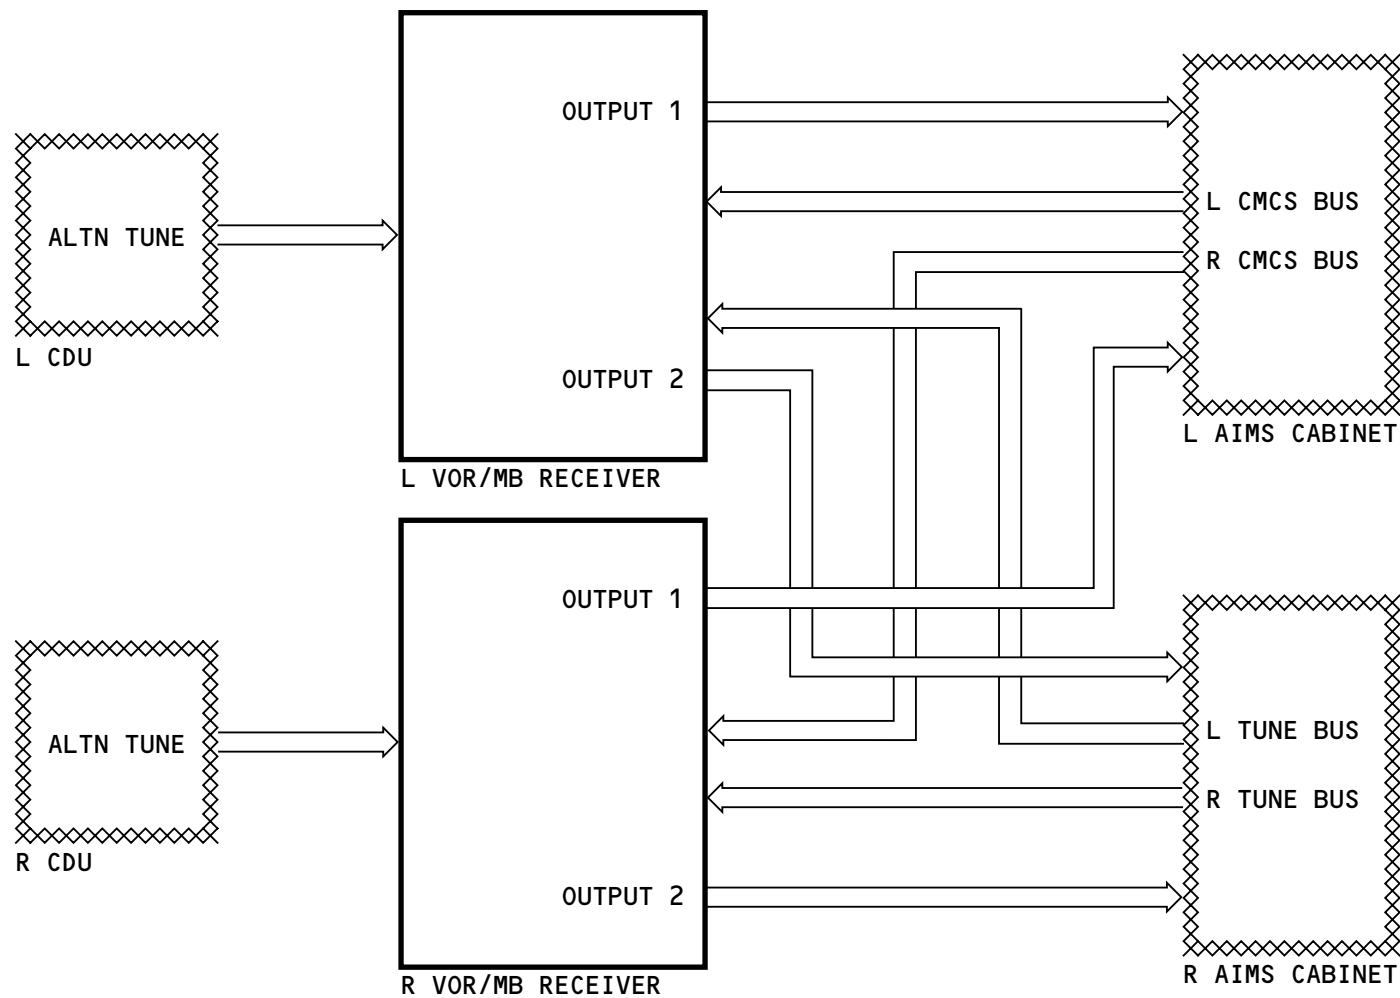 OUTPUT 1
ALTN TUNE
L CDU
OUTPUT 2
L VOR/MB RECEIVER
L CMCS BUS
R CMCS BUS
L AIMS CABINET
OUTPUT 1
ALTN TUNE
R CDU
OUTPUT 2
R VOR/MB RECEIVER
L TUNE BUS
R TUNE BUS
R AIMS CABINET